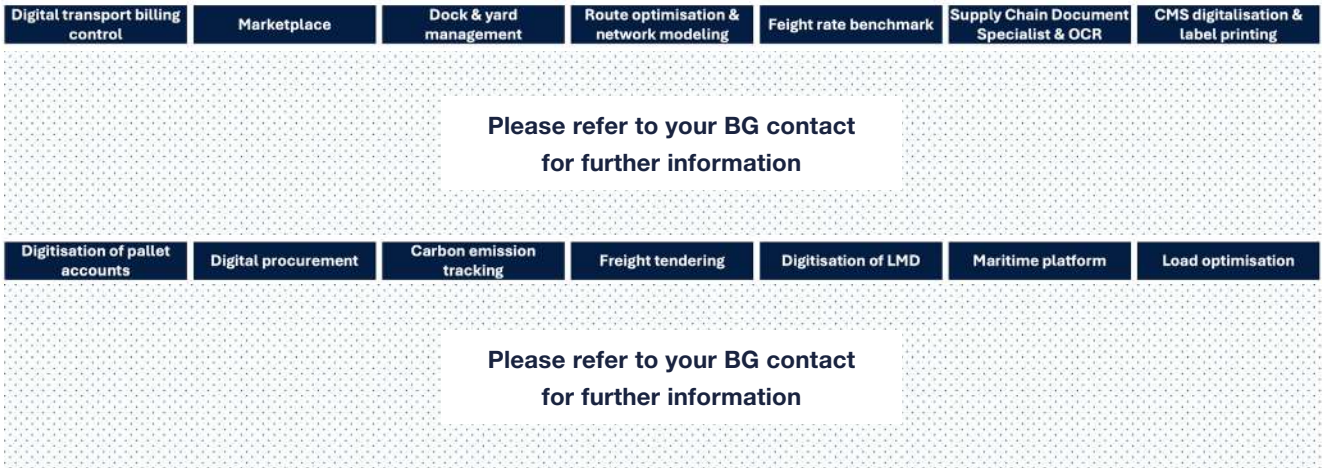 Digital transport billing
control
Marketplace
Dock & yard
management
Route optimisation &
network modeling
Feight rate benchmark
Supply Chain Document
Specialist & OCR
CMS digitalisation &
label printing
Please refer to your BG contact
for further information
Digitisation of pallet
accounts
Digital procurement
Carbon emission
tracking
Freight tendering
Digitisation of LMD
Maritime platform
Load optimisation
Please refer to your BG contact
for further information